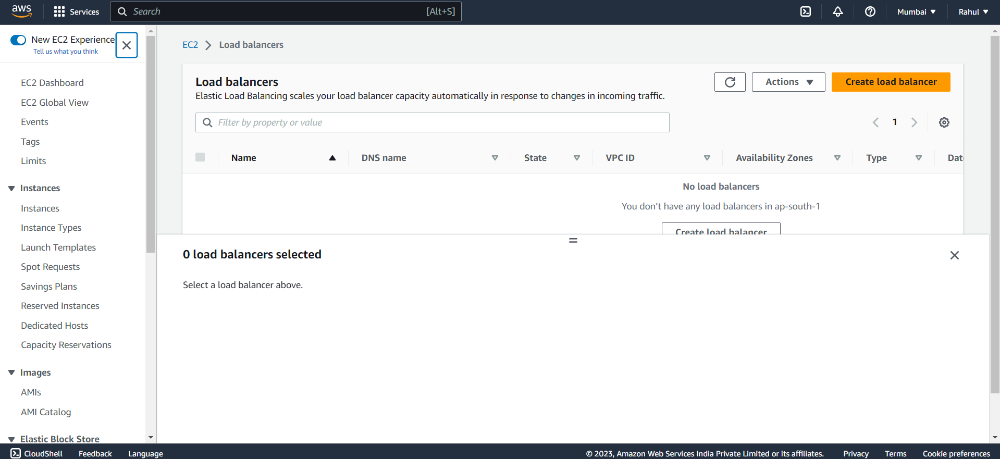 aws
Services
Search
[Alt+S]
Mumbai
Rahul
New EC2 Experience
Tell us what you think
EC2 Dashboard
EC2 Global View
Events
Tags
Limits
Instances
Instances
Instance Types
Launch Templates
Spot Requests
Savings Plans
Reserved Instances
Dedicated Hosts
Capacity Reservations
Images
AMIs
AMI Catalog
Elastic Block Store
EC2 > Load balancers
Load balancers
Elastic Load Balancing scales your load balancer capacity automatically in response to changes in incoming traffic.
Actions
Create load balancer
Filter by property or value
1
Name
DNS name
State
VPC ID
Availability Zones
Type
Dat
No load balancers
You don’t have any load balancers in ap-south-1
Create load balancer
0 load balancers selected
Select a load balancer above.
CloudShell
Feedback
Language
© 2023, Amazon Web Services India Private Limited or its affiliates.
Privacy
Terms
Cookie preferences